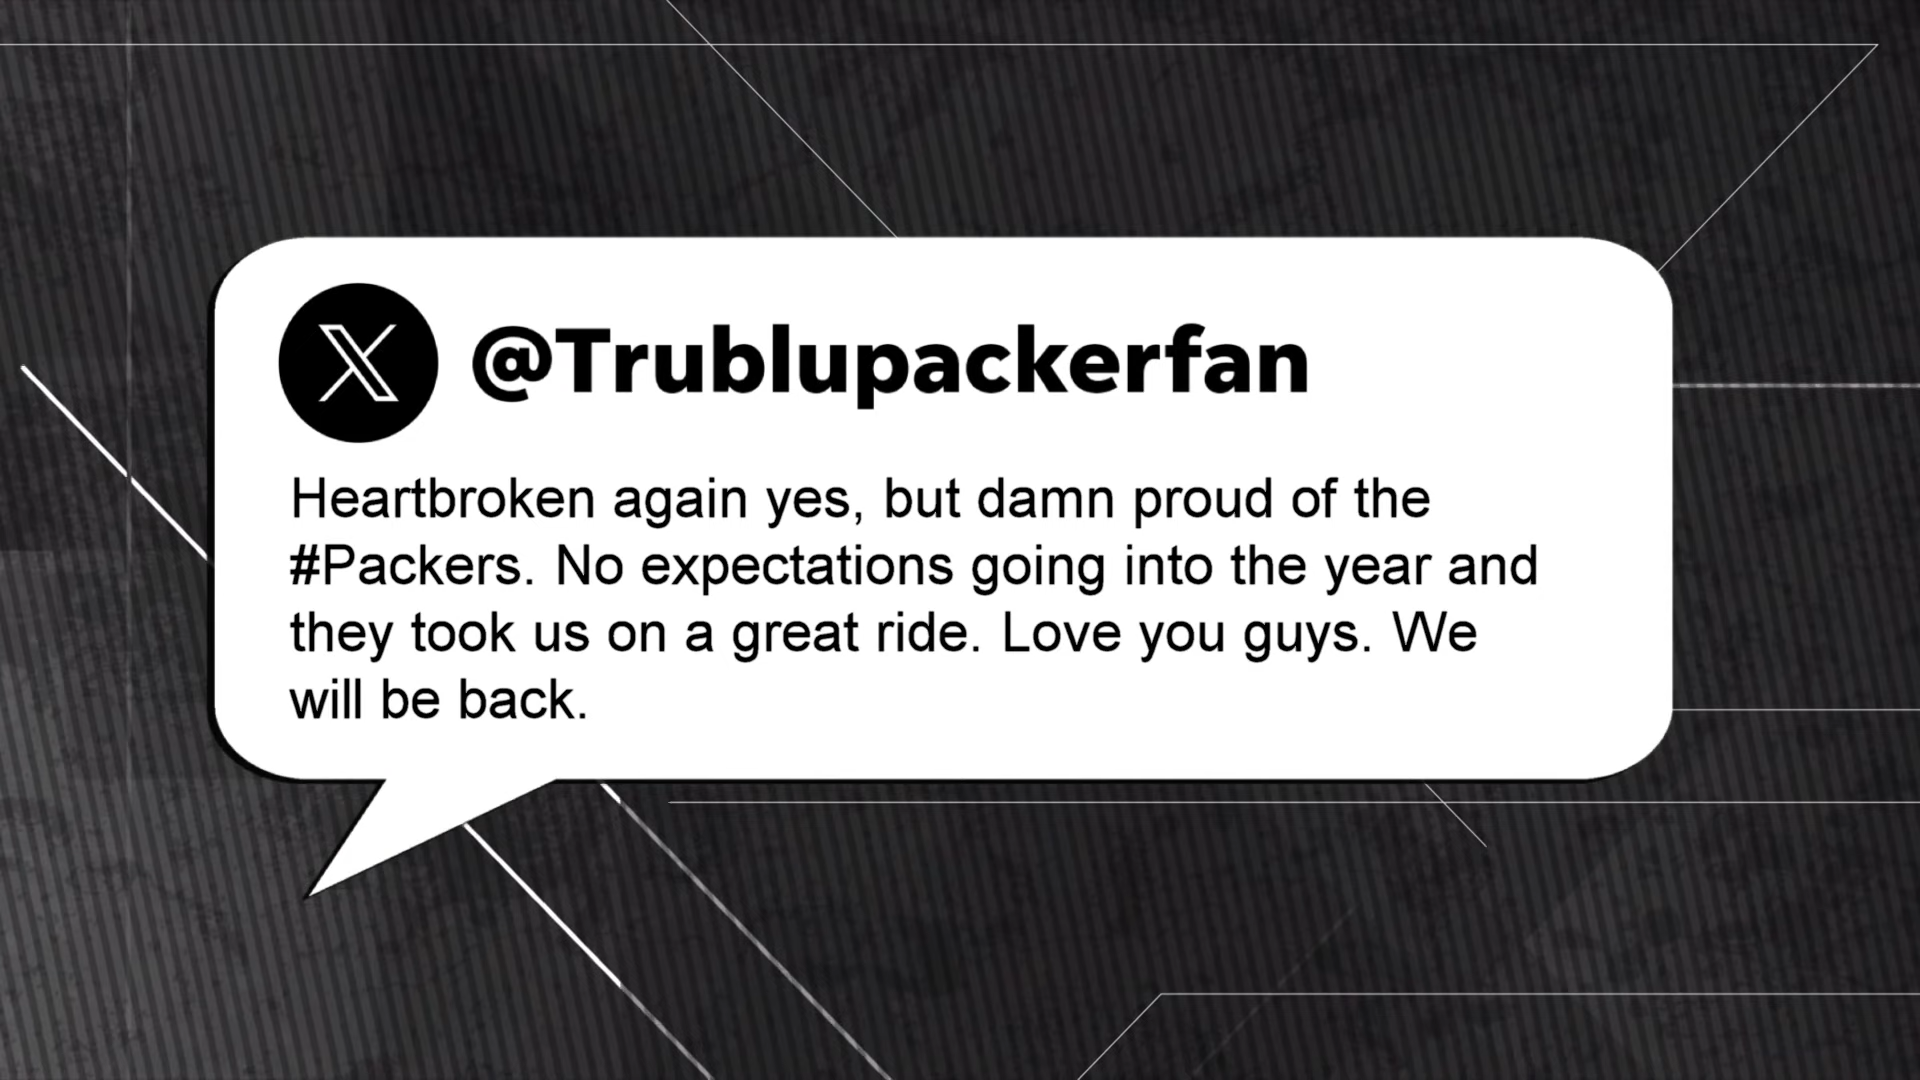 @Trublupackerfan
Heartbroken again yes, but damn proud of the
#Packers. No expectations going into the year and
they took us on a great ride. Love you guys. We
will be back.